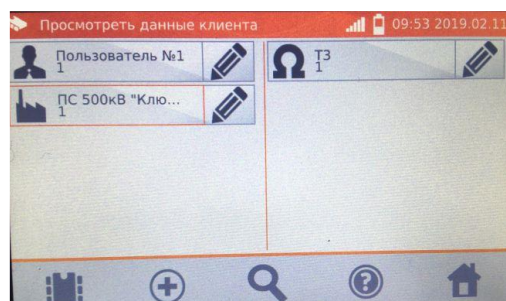 Просмотреть данные клиента
09:53 2019.02.11
Пользователь №1
1
Т3
1
ПС 500кВ "Клю...
1